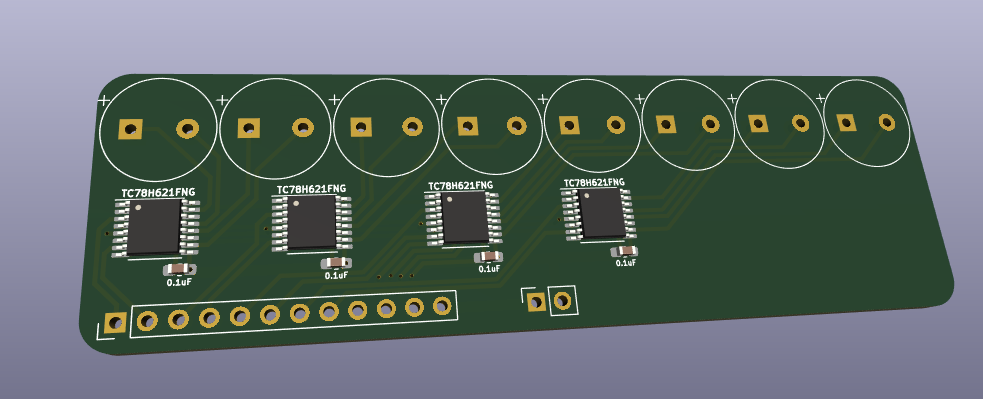 + + + + + + + +
TC78H621FNG TC78H621FNG TC78H621FNG TC78H621FNG
0.1uF 0.1uF 0.1uF 0.1uF